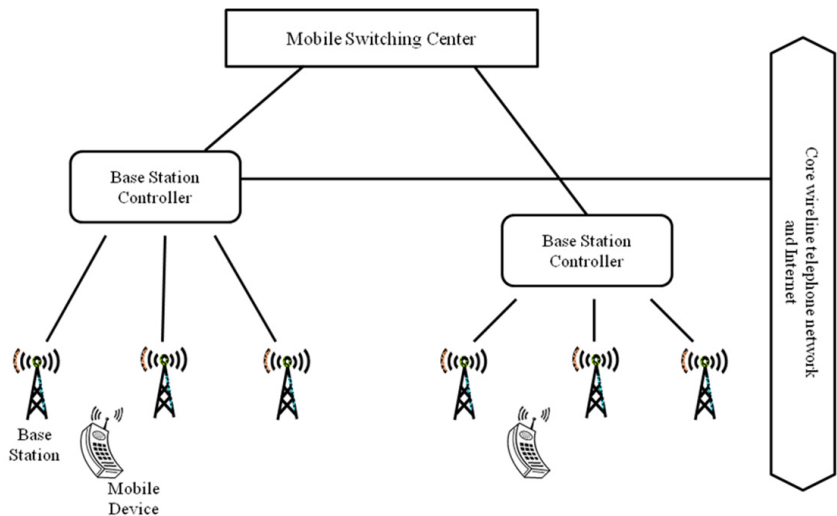 Mobile Switching Center
Base Station
Controller
Base Station
Controller
Core wireline telephone network
and Internet
Base
Station
Mobile
Device